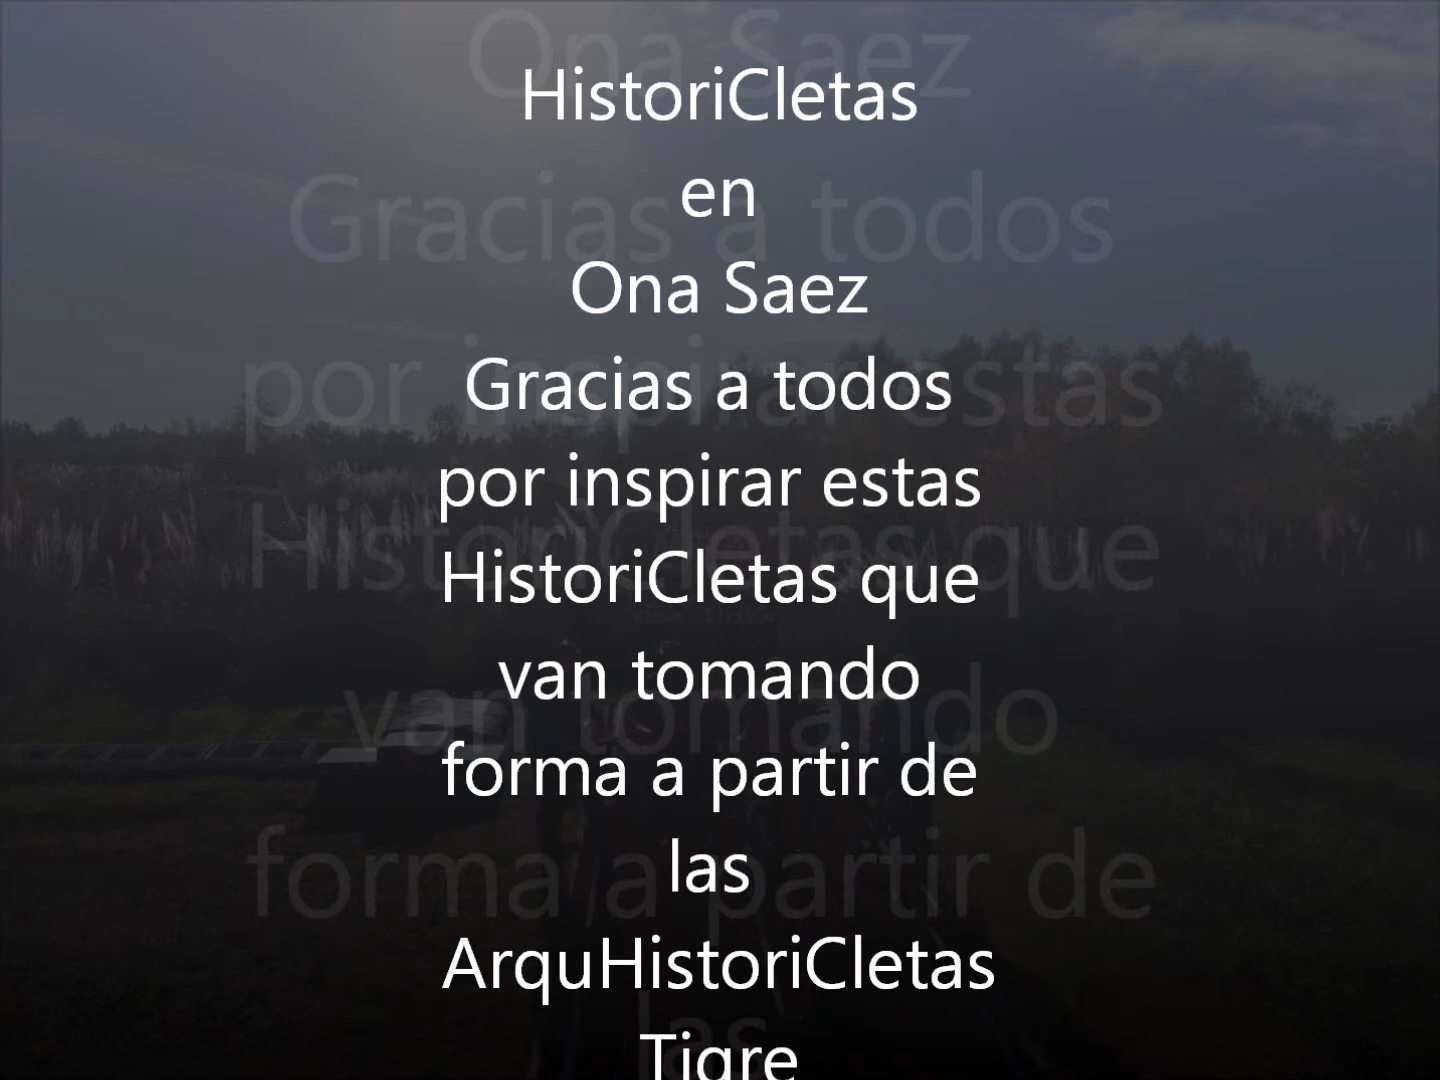 HistoriCletas
en
Ona Saez
Gracias a todos
por inspirar estas
HistoriCletas que
van tomando
forma a partir de
las
ArquHistoriCletas
Tigre